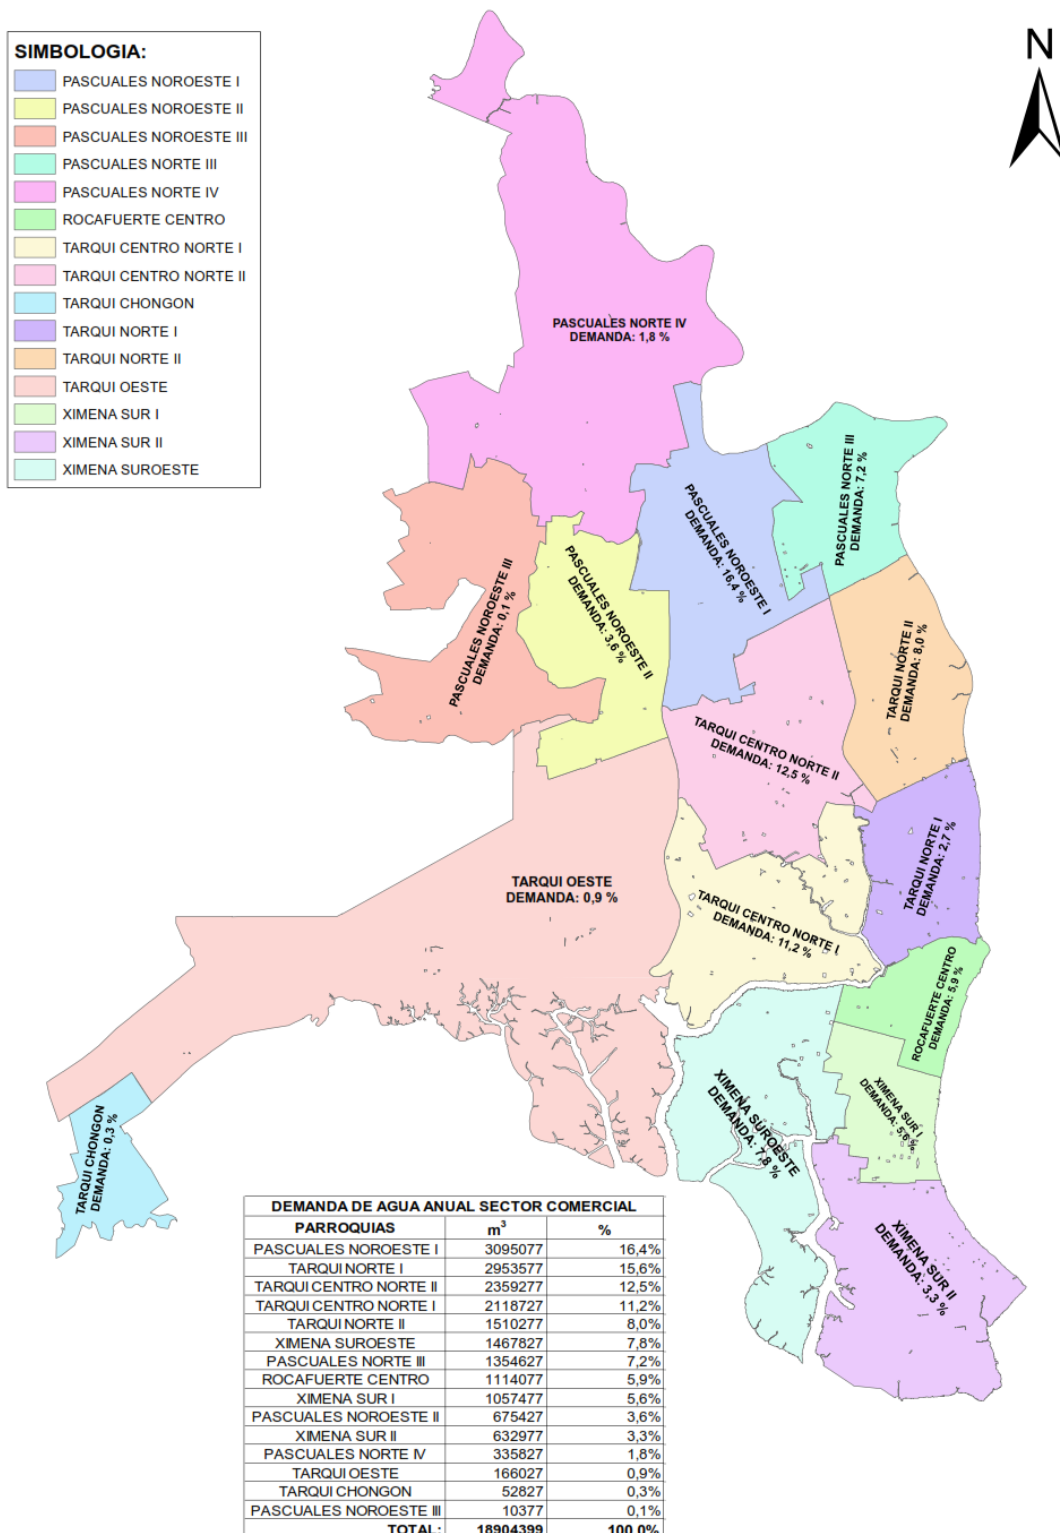 N
SIMBOLOGIA:
PASCUALES NOROESTE I
PASCUALES NOROESTE II
PASCUALES NOROESTE III
PASCUALES NORTE III
PASCUALES NORTE IV
ROCAFUERTE CENTRO
TARQUI CENTRO NORTE I
TARQUI CENTRO NORTE II
TARQUI CHONGON
TARQUI NORTE I
TARQUI NORTE II
TARQUI OESTE
XIMENA SUR I
XIMENA SUR II
XIMENA SUROESTE
PASCUALES NORTE IV
DEMANDA: 1,8 %
PASCUALES NORTE III
DEMANDA: 7,2 %
PASCUALES NOROESTE I
DEMANDA: 16,4 %
PASCUALES NOROESTE III
DEMANDA: 0,1 %
PASCUALES NOROESTE II
DEMANDA: 3,6 %
TARQUI NORTE II
DEMANDA: 8,0 %
TARQUI CENTRO NORTE II
DEMANDA: 12,5 %
TARQUI NORTE I
DEMANDA: 2,7 %
TARQUI OESTE
DEMANDA: 0,9 %
TARQUI CENTRO NORTE I
DEMANDA: 11,2 %
ROCAFUERTE CENTRO
DEMANDA: 5,9 %
XIMENA SUR I
DEMANDA: 5,6 %
XIMENA SUROESTE
DEMANDA: 7,8 %
TARQUI CHONGON
DEMANDA: 0,3 %
XIMENA SUR II
DEMANDA: 3,3 %
DEMANDA DE AGUA ANUAL SECTOR COMERCIAL
PARROQUIAS m³ %
PASCUALES NOROESTE I 3095077 16,4%
TARQUI NORTE I 2953577 15,6%
TARQUI CENTRO NORTE II 2359277 12,5%
TARQUI CENTRO NORTE I 2118727 11,2%
TARQUI NORTE II 1510277 8,0%
XIMENA SUROESTE 1467827 7,8%
PASCUALES NORTE III 1354627 7,2%
ROCAFUERTE CENTRO 1114077 5,9%
XIMENA SUR I 1057477 5,6%
PASCUALES NOROESTE II 675427 3,6%
XIMENA SUR II 632977 3,3%
PASCUALES NORTE IV 335827 1,8%
TARQUI OESTE 166027 0,9%
TARQUI CHONGON 52827 0,3%
PASCUALES NOROESTE III 10377 0,1%
TOTAL: 18904399 100,0%